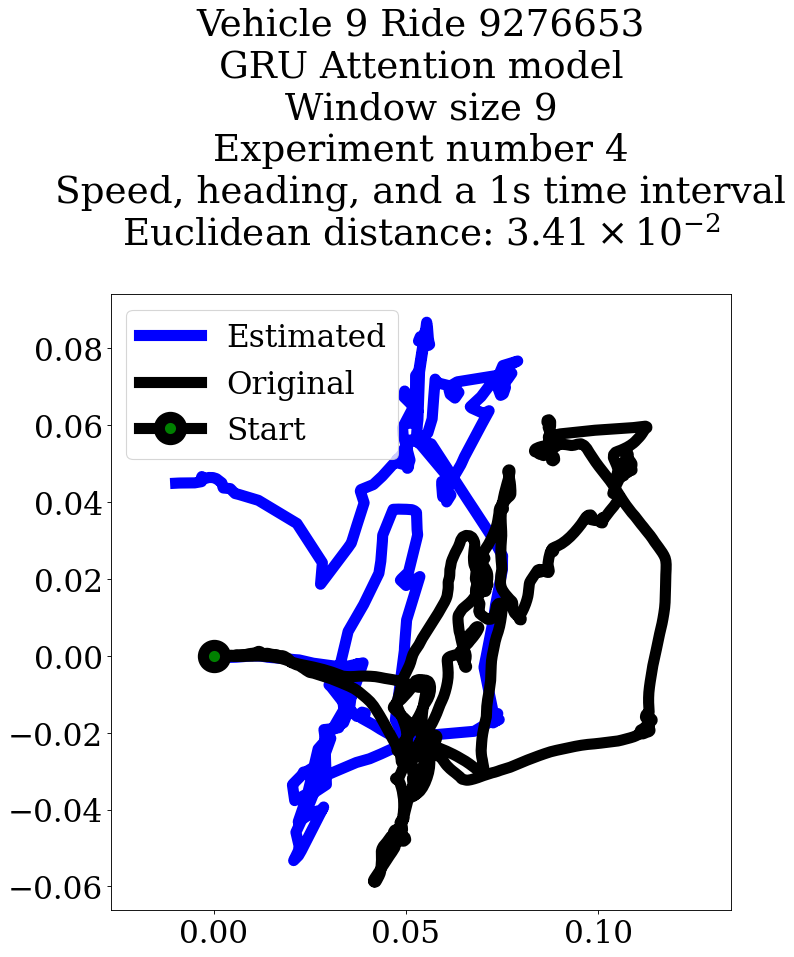 Vehicle 9 Ride 9276653
GRU Attention model
Window size 9
Experiment number 4
Speed, heading, and a 1s time interval
Euclidean distance: 3.41 × 10⁻²
Estimated
Original
Start
0.08
0.06
0.04
0.02
0.00
−0.02
−0.04
−0.06
0.00 0.05 0.10